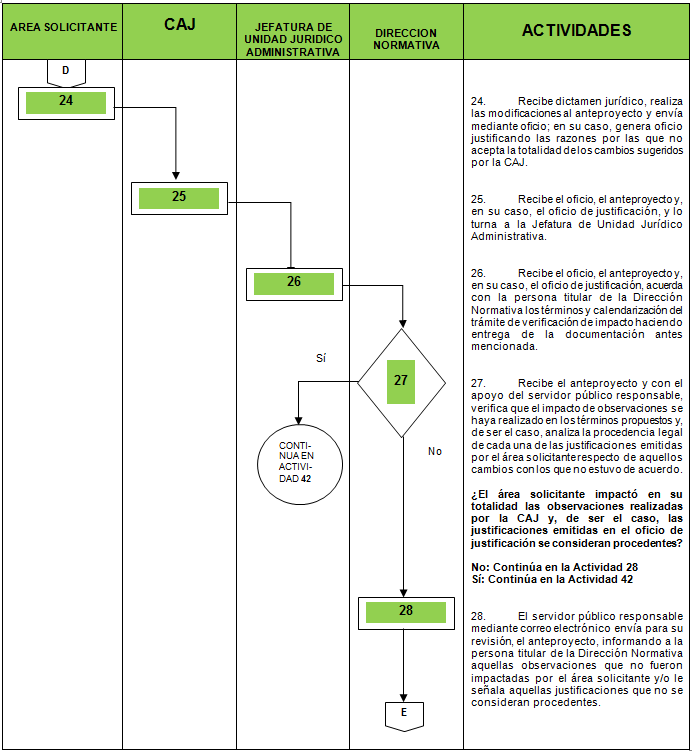 AREA SOLICITANTE
CAJ
JEFATURA DE
UNIDAD JURIDICO
ADMINISTRATIVA
DIRECCION
NORMATIVA
ACTIVIDADES
D
24
25
26
Sí
27
CONTI-
NUA EN
ACTIVI-
DAD 42
No
28
E
24. Recibe dictamen jurídico, realiza
las modificaciones al anteproyecto y envía
mediante oficio; en su caso, genera oficio
justificando las razones por las que no
acepta la totalidad de los cambios sugeridos
por la CAJ.
25. Recibe el oficio, el anteproyecto y,
en su caso, el oficio de justificación, y lo
turna a la Jefatura de Unidad Jurídico
Administrativa.
26. Recibe el oficio, el anteproyecto y,
en su caso, el oficio de justificación, acuerda
con la persona titular de la Dirección
Normativa los términos y calendarización del
trámite de verificación de impacto haciendo
entrega de la documentación antes
mencionada.
27. Recibe el anteproyecto y con el
apoyo del servidor público responsable,
verifica que el impacto de observaciones se
haya realizado en los términos propuestos y,
de ser el caso, analiza la procedencia legal
de cada una de las justificaciones emitidas
por el área solicitante respecto de aquellos
cambios con los que no estuvo de acuerdo.
¿El área solicitante impactó en su
totalidad las observaciones realizadas
por la CAJ y, de ser el caso, las
justificaciones emitidas en el oficio de
justificación se consideran procedentes?
No: Continúa en la Actividad 28
Sí: Continúa en la Actividad 42
28. El servidor público responsable
mediante correo electrónico envía para su
revisión, el anteproyecto, informando a la
persona titular de la Dirección Normativa
aquellas observaciones que no fueron
impactadas por el área solicitante y/o le
señala aquellas justificaciones que no se
consideran procedentes.